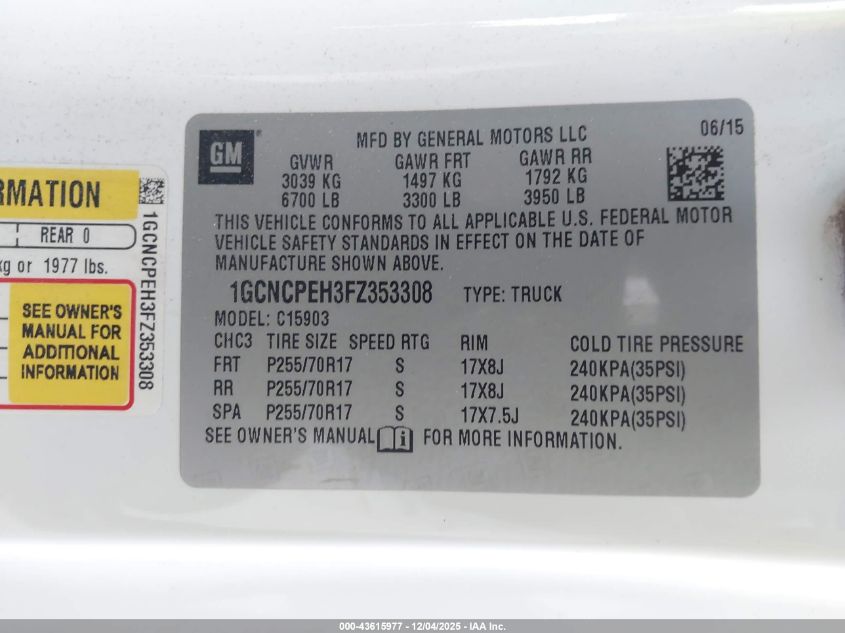 RMATION
REAR 0
kg or 1977 lbs.
SEE OWNER'S
MANUAL FOR
ADDITIONAL
INFORMATION
1GCNCPEH3FZ353308
GM
MFD BY GENERAL MOTORS LLC
06/15
GVWR GAWR FRT GAWR RR
3039 KG 1497 KG 1792 KG
6700 LB 3300 LB 3950 LB
THIS VEHICLE CONFORMS TO ALL APPLICABLE U.S. FEDERAL MOTOR
VEHICLE SAFETY STANDARDS IN EFFECT ON THE DATE OF
MANUFACTURE SHOWN ABOVE.
1GCNCPEH3FZ353308 TYPE: TRUCK
MODEL: C15903
CHC3 TIRE SIZE SPEED RTG RIM COLD TIRE PRESSURE
FRT P255/70R17 S 17X8J 240KPA(35PSI)
RR P255/70R17 S 17X8J 240KPA(35PSI)
SPA P255/70R17 S 17X7.5J 240KPA(35PSI)
SEE OWNER'S MANUAL FOR MORE INFORMATION.
000-43615977 - 12/04/2025 - IAA Inc.